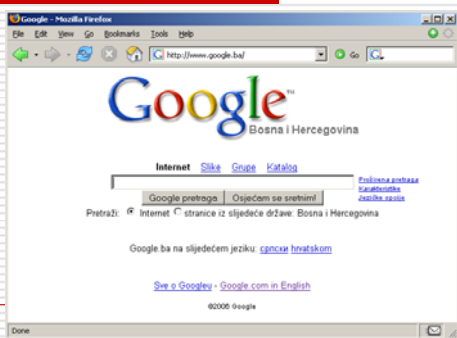 Google - Mozilla Firefox
File Edit View Go Bookmarks Tools Help
http://www.google.ba/ Go
Google™
Bosna i Hercegovina
Internet Slike Grupe Katalog
Proširena pretraga
Karakteristike
Jezičke opcije
Google pretraga Osjećam se sretnim!
Pretraži: Internet stranice iz slijedeće države: Bosna i Hercegovina
Google.ba na slijedećem jeziku: српски hrvatskom
Sve o Googleu - Google.com in English
©2006 Google
Done